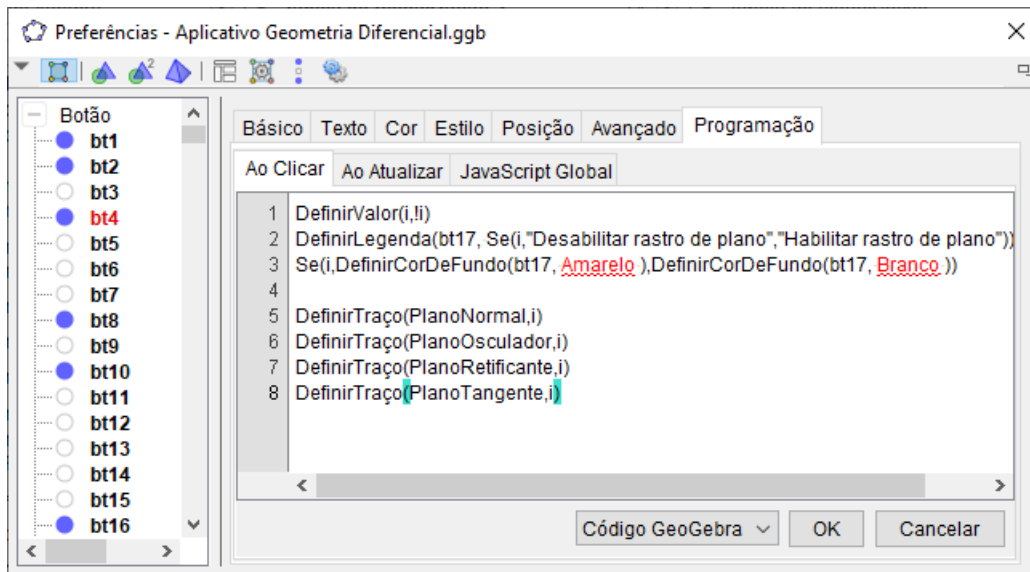 Preferências - Aplicativo Geometria Diferencial.ggb
Botão
bt1
bt2
bt3
bt4
bt5
bt6
bt7
bt8
bt9
bt10
bt11
bt12
bt13
bt14
bt15
bt16
Básico Texto Cor Estilo Posição Avançado Programação
Ao Clicar Ao Atualizar JavaScript Global
1 DefinirValor(i,!i)
2 DefinirLegenda(bt17, Se(i,"Desabilitar rastro de plano","Habilitar rastro de plano"))
3 Se(i,DefinirCorDeFundo(bt17, Amarelo ),DefinirCorDeFundo(bt17, Branco ))
4
5 DefinirTraço(PlanoNormal,i)
6 DefinirTraço(PlanoOsculador,i)
7 DefinirTraço(PlanoRetificante,i)
8 DefinirTraço(PlanoTangente,i)
Código GeoGebra OK Cancelar